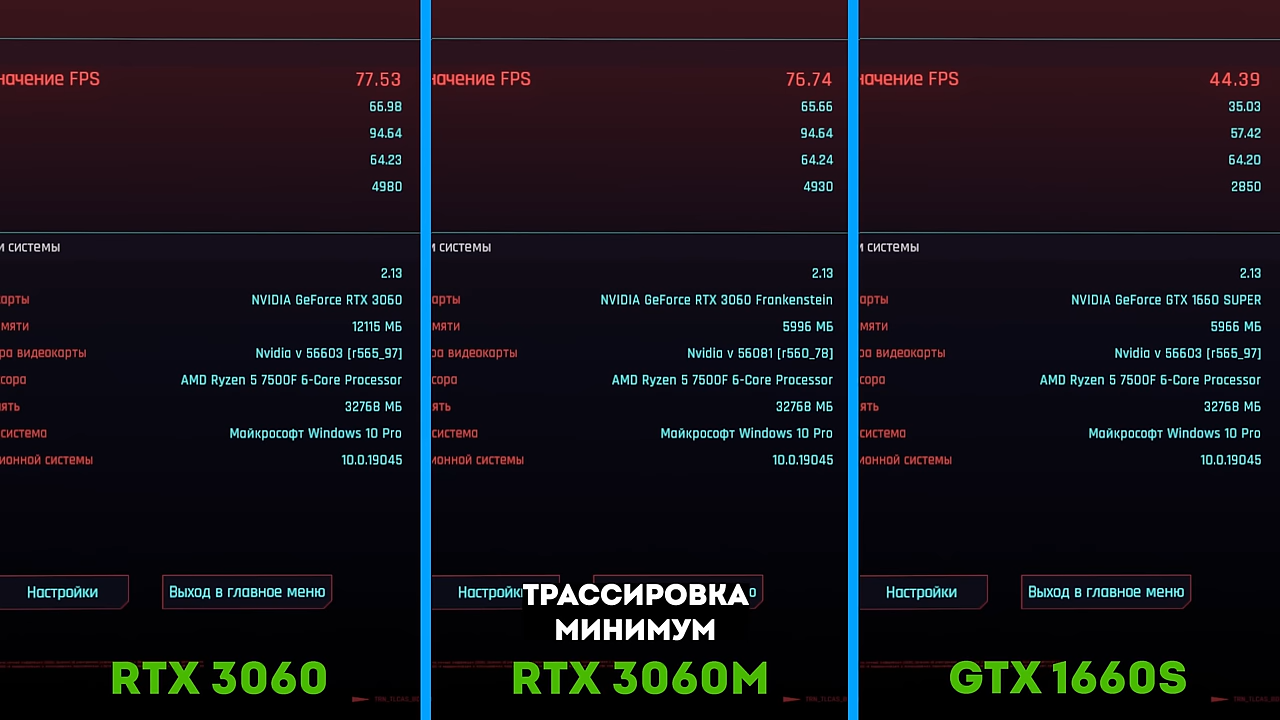 начение FPS 77.53
66.98
94.64
64.23
4980
и системы
2.13
арты NVIDIA GeForce RTX 3060
мяти 12115 МБ
ра видеокарты Nvidia v 56603 [r565_97]
сора AMD Ryzen 5 7500F 6-Core Processor
ять 32768 МБ
система Майкрософт Windows 10 Pro
ионной системы 10.0.19045
Настройки Выход в главное меню
RTX 3060
начение FPS 76.74
65.66
94.64
64.24
4930
и системы
2.13
арты NVIDIA GeForce RTX 3060 Frankenstein
мяти 5996 МБ
ра видеокарты Nvidia v 56081 [r560_78]
сора AMD Ryzen 5 7500F 6-Core Processor
ять 32768 МБ
система Майкрософт Windows 10 Pro
ионной системы 10.0.19045
ТРАССИРОВКА
МИНИМУМ
RTX 3060M
начение FPS 44.39
35.03
57.42
64.20
2850
и системы
2.13
арты NVIDIA GeForce GTX 1660 SUPER
мяти 5966 МБ
ра видеокарты Nvidia v 56603 [r565_97]
сора AMD Ryzen 5 7500F 6-Core Processor
ять 32768 МБ
система Майкрософт Windows 10 Pro
ионной системы 10.0.19045
Настройки Выход в главное меню
GTX 1660S